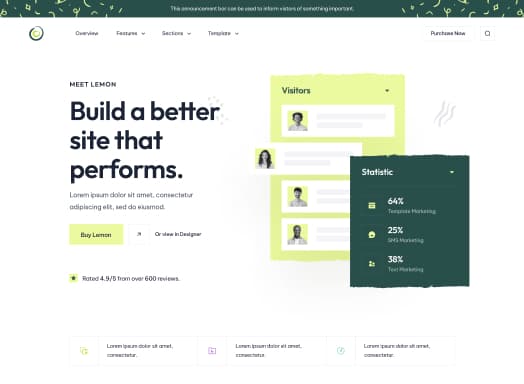 This announcement bar can be used to inform visitors of something important.
Overview
Features
Sections
Template
Purchase Now
MEET LEMON
Build a better
site that
performs.
Lorem ipsum dolor sit amet, consectetur
adipiscing elit, sed do eiusmod.
Buy Lemon
Or view in Designer
Rated 4.9/5 from over 600 reviews.
Visitors
Statistic
64%
Template Marketing
25%
SMS Marketing
38%
Text Marketing
Lorem ipsum dolor sit amet,
consectetur.
Lorem ipsum dolor sit amet,
consectetur.
Lorem ipsum dolor sit amet,
consectetur.